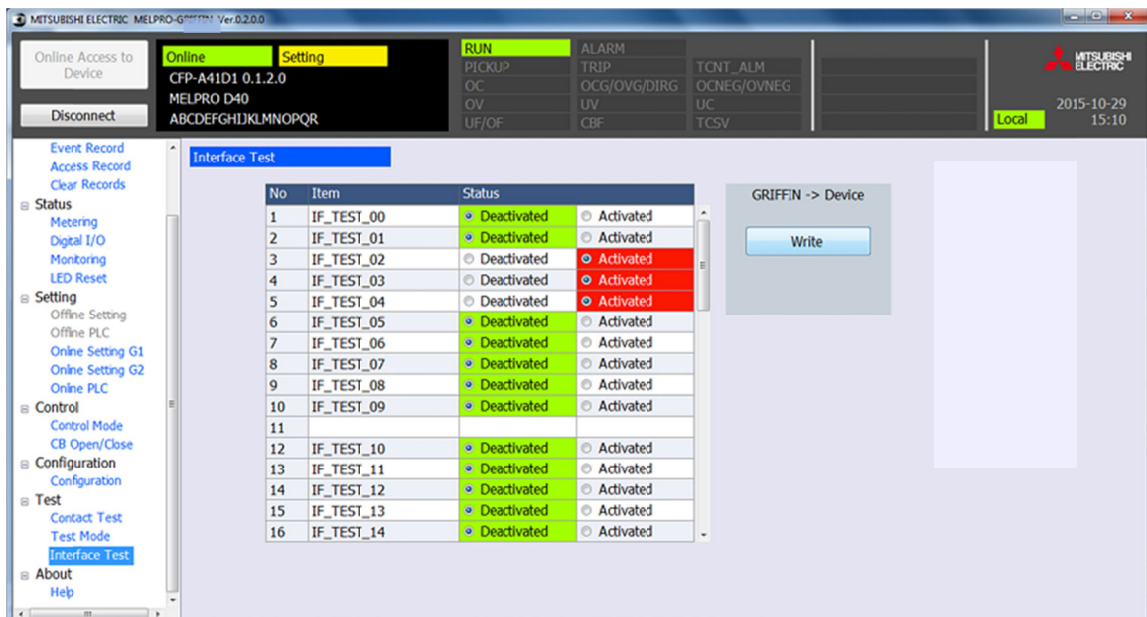 MITSUBISHI ELECTRIC MELPRO-GRIFFIN Ver.0.2.0.0
Online Access to Device
Disconnect
Online Setting
CFP-A41D1 0.1.2.0
MELPRO D40
ABCDEFGHIJKLMNOPQR
RUN ALARM
PICKUP TRIP TCNT_ALM
OC OCG/OVG/DIRG OCNEG/OVNEG
OV UV UC
UF/OF CBF TCSV
MITSUBISHI
ELECTRIC
2015-10-29
Local 15:10
Event Record
Access Record
Clear Records
Status
Metering
Digital I/O
Monitoring
LED Reset
Setting
Offline Setting
Offline PLC
Online Setting G1
Online Setting G2
Online PLC
Control
Control Mode
CB Open/Close
Configuration
Configuration
Test
Contact Test
Test Mode
Interface Test
About
Help
Interface Test
No Item Status
1 IF_TEST_00 Deactivated Activated
2 IF_TEST_01 Deactivated Activated
3 IF_TEST_02 Deactivated Activated
4 IF_TEST_03 Deactivated Activated
5 IF_TEST_04 Deactivated Activated
6 IF_TEST_05 Deactivated Activated
7 IF_TEST_06 Deactivated Activated
8 IF_TEST_07 Deactivated Activated
9 IF_TEST_08 Deactivated Activated
10 IF_TEST_09 Deactivated Activated
11
12 IF_TEST_10 Deactivated Activated
13 IF_TEST_11 Deactivated Activated
14 IF_TEST_12 Deactivated Activated
15 IF_TEST_13 Deactivated Activated
16 IF_TEST_14 Deactivated Activated
GRIFFIN -> Device
Write